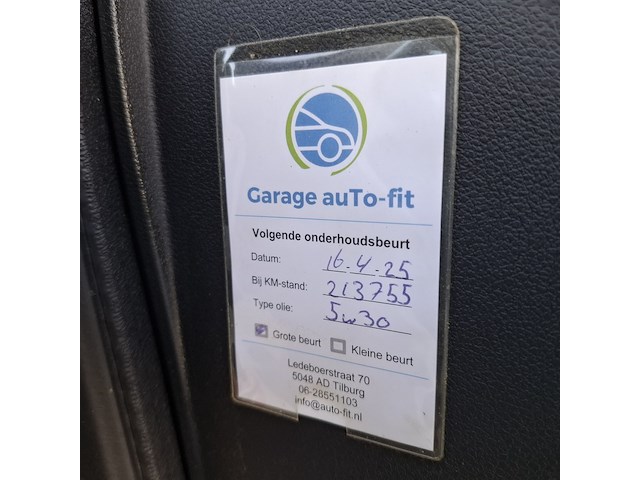 Garage auTo-fit
Volgende onderhoudsbeurt
Datum: 16-4-25
Bij KM-stand: 213755
Type olie: 5w30
Grote beurt Kleine beurt
Ledeboerstraat 70
5048 AD Tilburg
06-28551103
info@auto-fit.nl